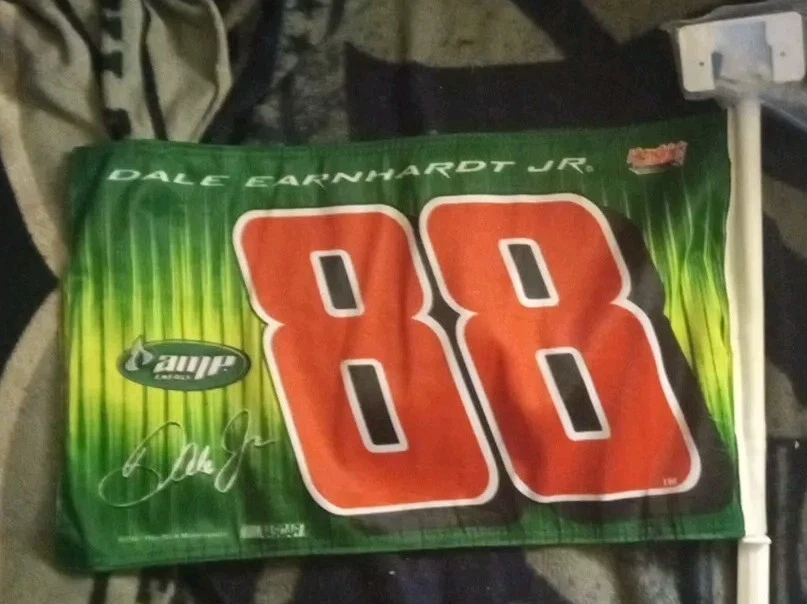 DALE EARNHARDT JR.
88
amp
ENERGY
Dale Jr
NASCAR